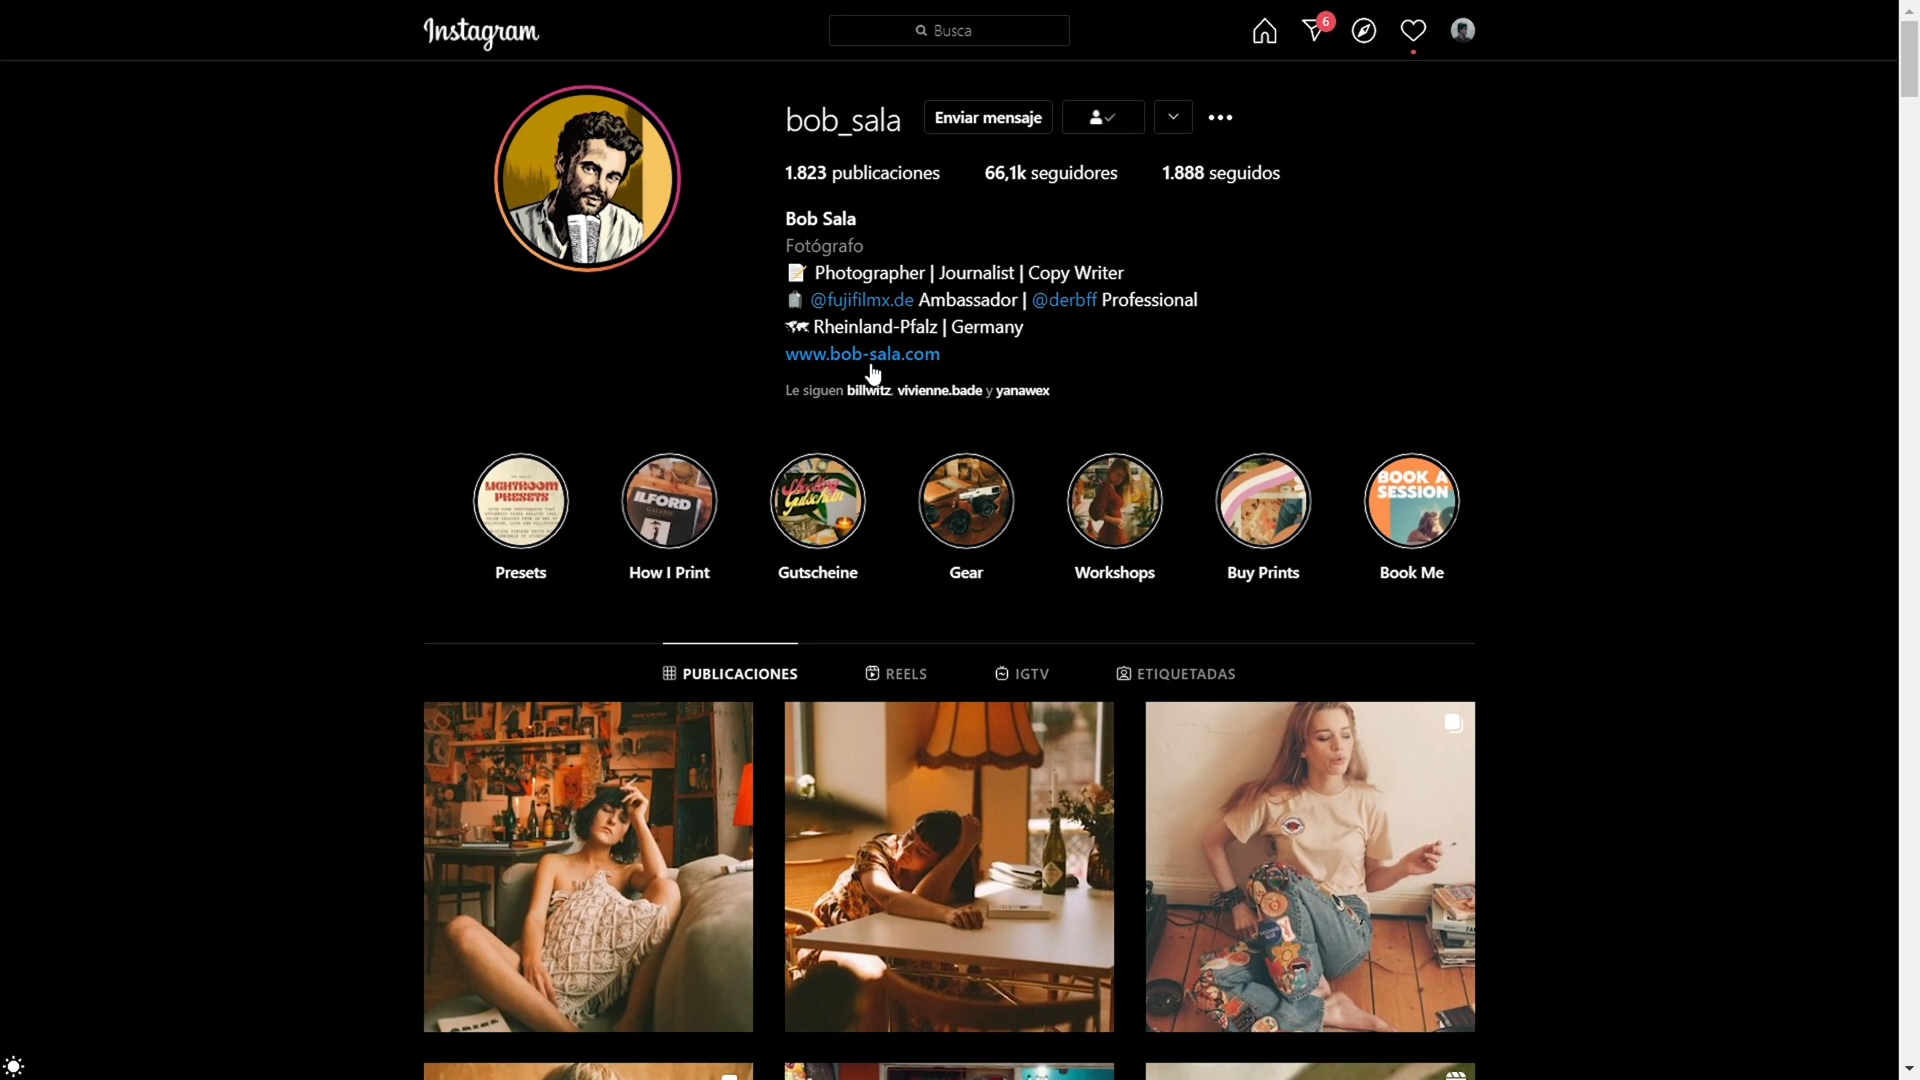 Instagram
Busca
6
bob_sala
Enviar mensaje
1.823 publicaciones 66,1k seguidores 1.888 seguidos
Bob Sala
Fotógrafo
📝 Photographer | Journalist | Copy Writer
@fujifilmx.de Ambassador | @derbff Professional
🗺 Rheinland-Pfalz | Germany
www.bob-sala.com
Le siguen billwitz, vivienne.bade y yanawex
LIGHTROOM
PRESETS
ILFORD
GALERIE
Gutschein
BOOK A
SESSION
Presets
How I Print
Gutscheine
Gear
Workshops
Buy Prints
Book Me
PUBLICACIONES
REELS
IGTV
ETIQUETADAS